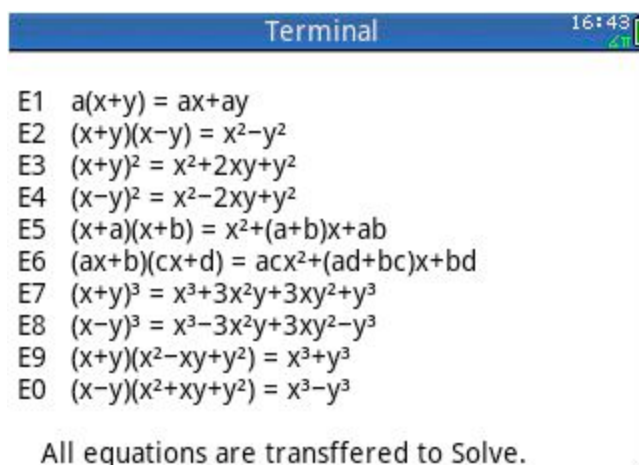 Terminal
16:43
∡π
E1 a(x+y) = ax+ay
E2 (x+y)(x−y) = x²−y²
E3 (x+y)² = x²+2xy+y²
E4 (x−y)² = x²−2xy+y²
E5 (x+a)(x+b) = x²+(a+b)x+ab
E6 (ax+b)(cx+d) = acx²+(ad+bc)x+bd
E7 (x+y)³ = x³+3x²y+3xy²+y³
E8 (x−y)³ = x³−3x²y+3xy²−y³
E9 (x+y)(x²−xy+y²) = x³+y³
E0 (x−y)(x²+xy+y²) = x³−y³
All equations are transffered to Solve.